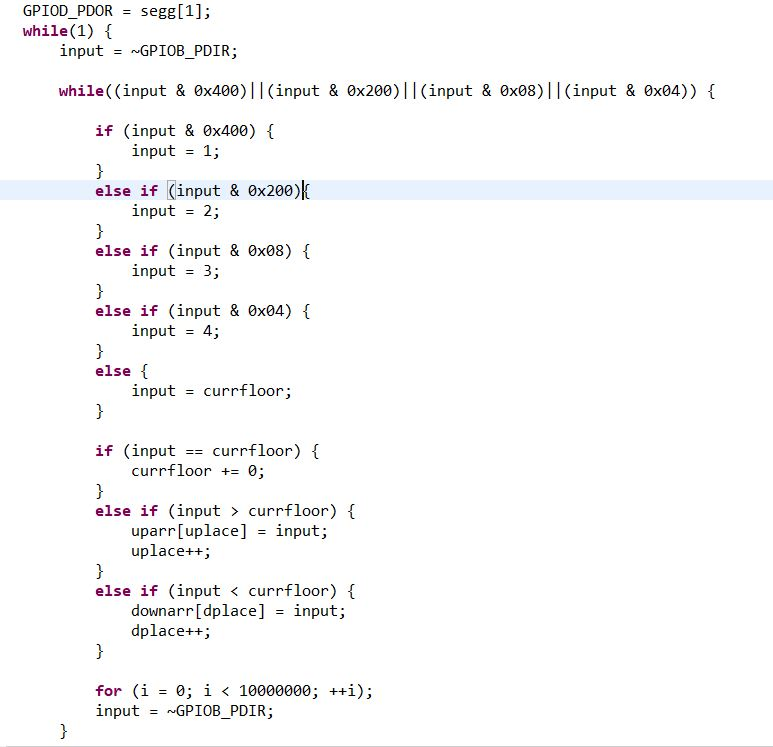 GPIOD_PDOR = segg[1];
while(1) {
    input = ~GPIOB_PDIR;

    while((input & 0x400)||(input & 0x200)||(input & 0x08)||(input & 0x04)) {

        if (input & 0x400) {
            input = 1;
        }
        else if (input & 0x200){
            input = 2;
        }
        else if (input & 0x08) {
            input = 3;
        }
        else if (input & 0x04) {
            input = 4;
        }
        else {
            input = currfloor;
        }

        if (input == currfloor) {
            currfloor += 0;
        }
        else if (input > currfloor) {
            uparr[uplace] = input;
            uplace++;
        }
        else if (input < currfloor) {
            downarr[dplace] = input;
            dplace++;
        }

        for (i = 0; i < 10000000; ++i);
        input = ~GPIOB_PDIR;
    }